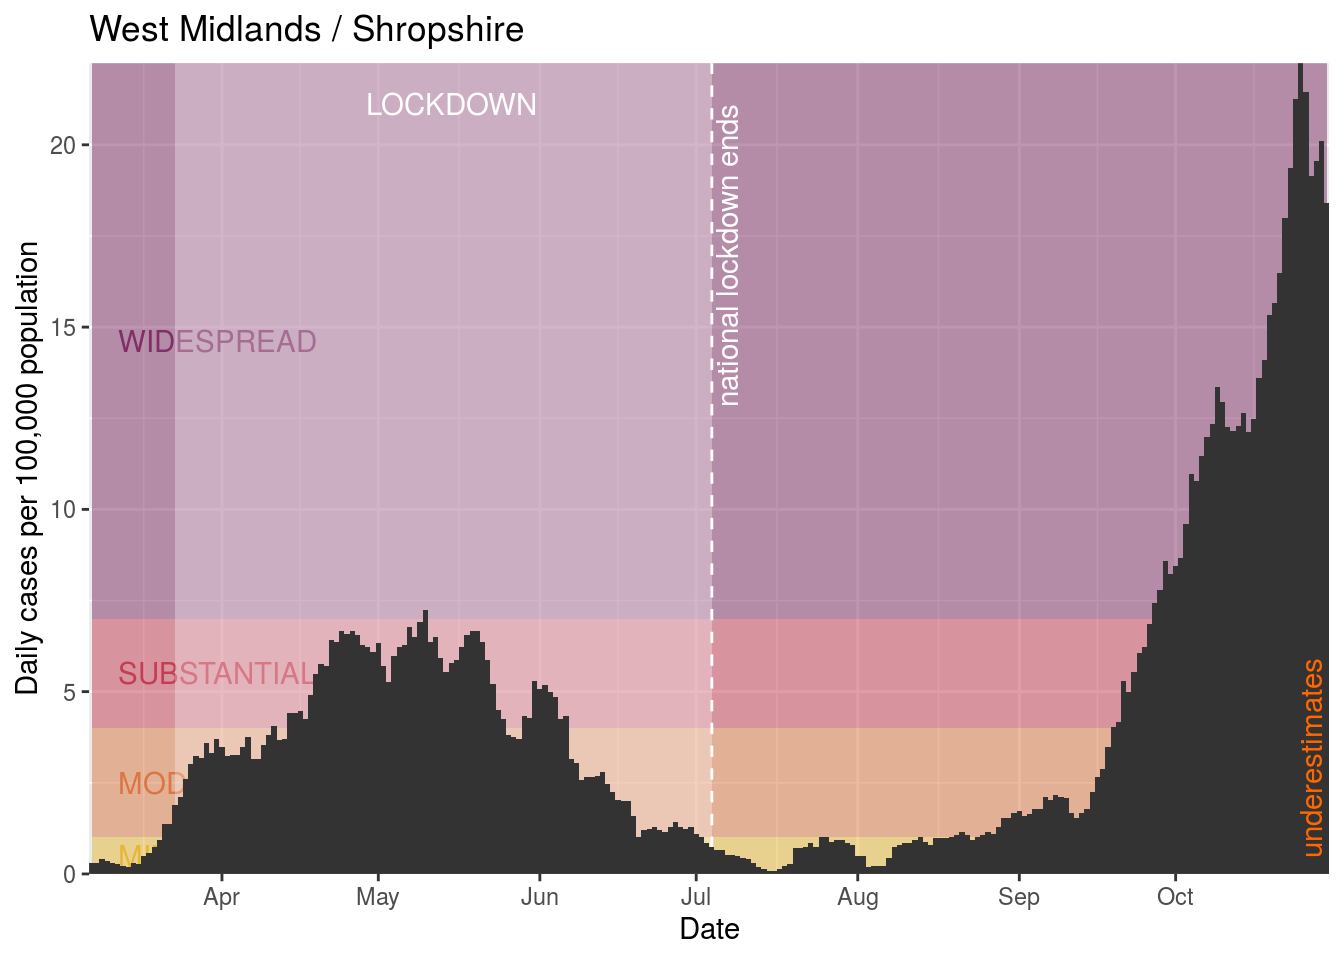 West Midlands / Shropshire
LOCKDOWN
national lockdown ends
WIDESPREAD
SUBSTANTIAL
MOD
underestimates
Daily cases per 100,000 population
20
15
10
5
0
Apr
May
Jun
Jul
Aug
Sep
Oct
Date